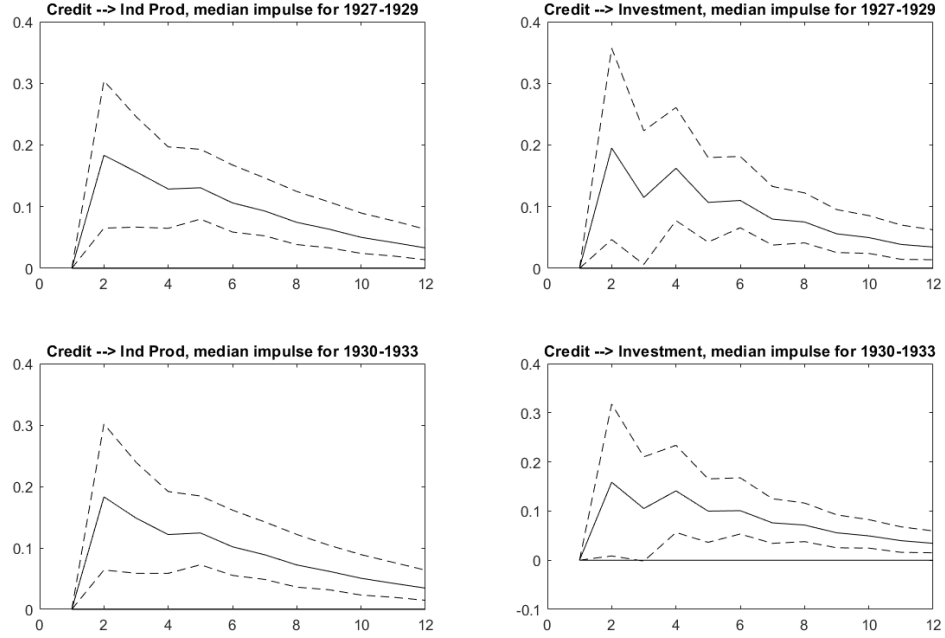 Credit --> Ind Prod, median impulse for 1927-1929
0.4
0.3
0.2
0.1
0
0 2 4 6 8 10 12
Credit --> Investment, median impulse for 1927-1929
0.4
0.3
0.2
0.1
0
0 2 4 6 8 10 12
Credit --> Ind Prod, median impulse for 1930-1933
0.4
0.3
0.2
0.1
0
0 2 4 6 8 10 12
Credit --> Investment, median impulse for 1930-1933
0.4
0.3
0.2
0.1
0
-0.1
0 2 4 6 8 10 12